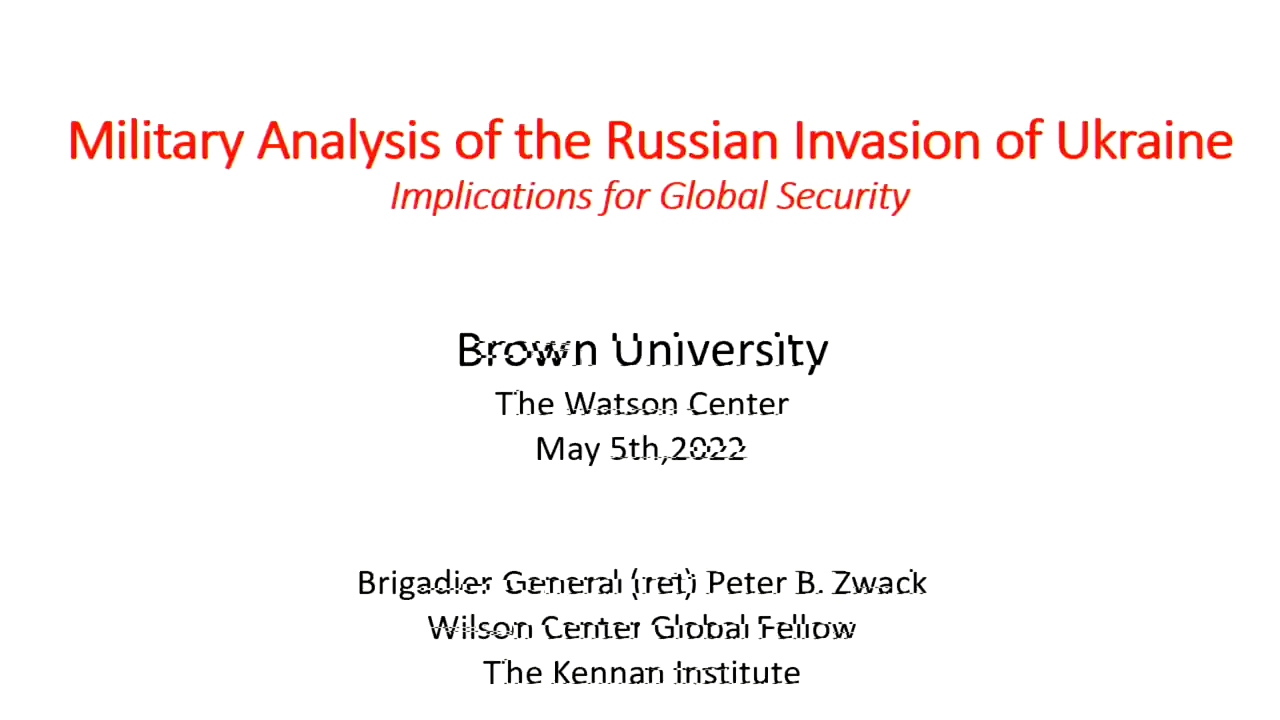 Military Analysis of the Russian Invasion of Ukraine
Implications for Global Security
Brown University
The Watson Center
May 5th,2022
Brigadier General (ret) Peter B. Zwack
Wilson Center Global Fellow
The Kennan Institute